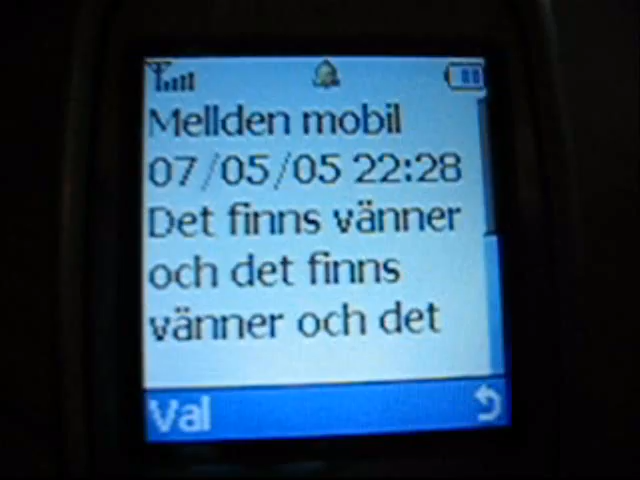 Mellden mobil
07/05/05 22:28
Det finns vänner
och det finns
vänner och det
Val